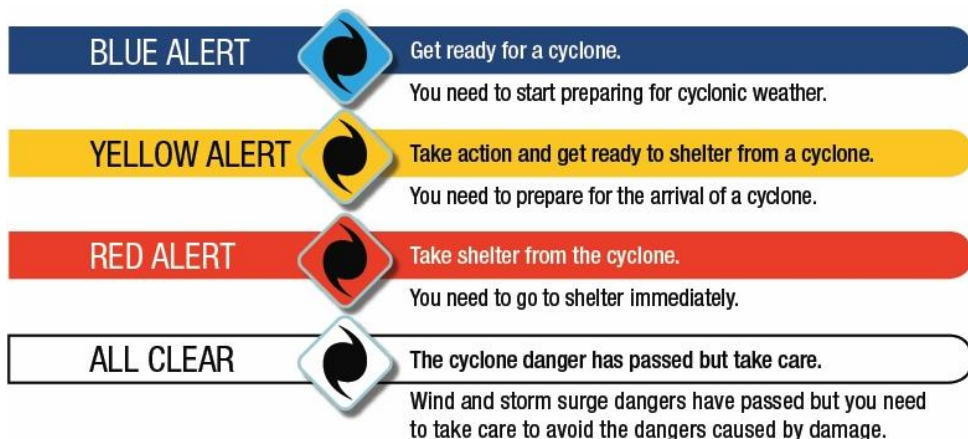 BLUE ALERT
Get ready for a cyclone.
You need to start preparing for cyclonic weather.
YELLOW ALERT
Take action and get ready to shelter from a cyclone.
You need to prepare for the arrival of a cyclone.
RED ALERT
Take shelter from the cyclone.
You need to go to shelter immediately.
ALL CLEAR
The cyclone danger has passed but take care.
Wind and storm surge dangers have passed but you need
to take care to avoid the dangers caused by damage.